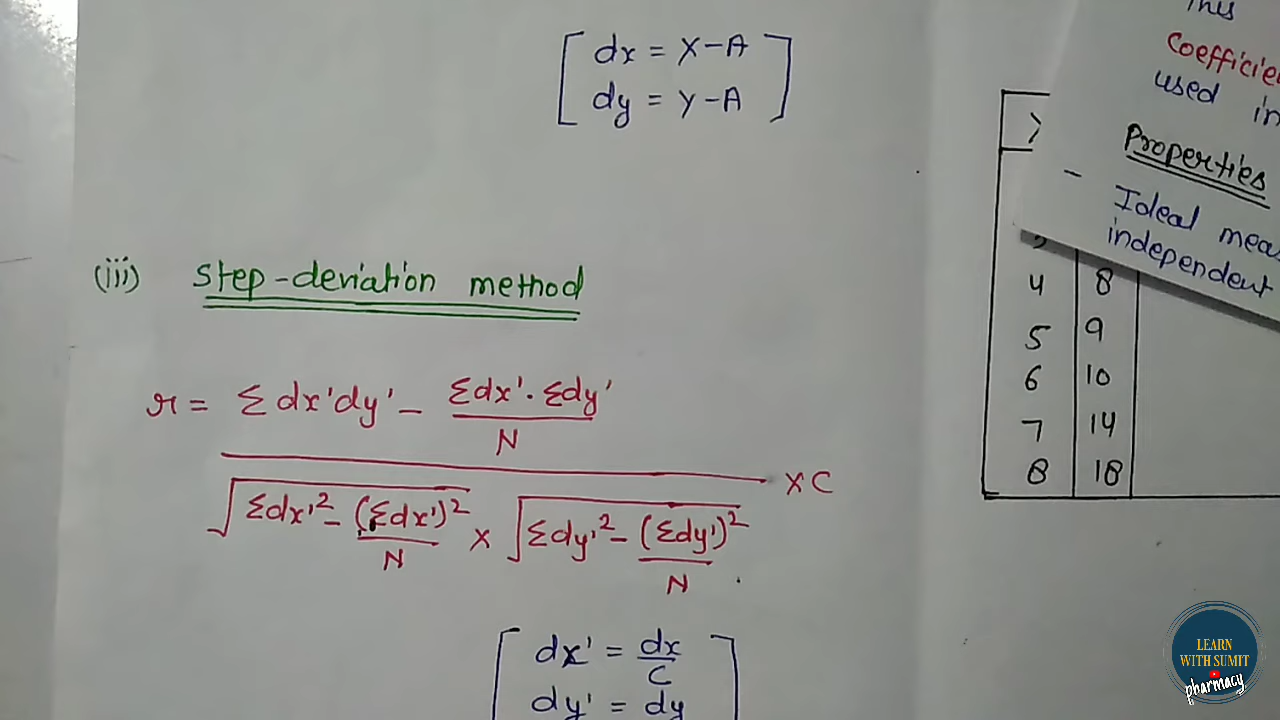 [ dx = X-A
dy = Y-A ]
(iii) Step-deviation method
r = Σdx'dy' - Σdx'·Σdy'
N
× C
√Σdx'² - (Σdx')² × √Σdy'² - (Σdy')²
N N
[ dx' = dx
C
dy' = dy ]
This
Coefficie
used in
Properties
- Ideal meas
independent
4 8
5 9
6 10
7 14
8 18
LEARN
WITH SUMIT
pharmacy